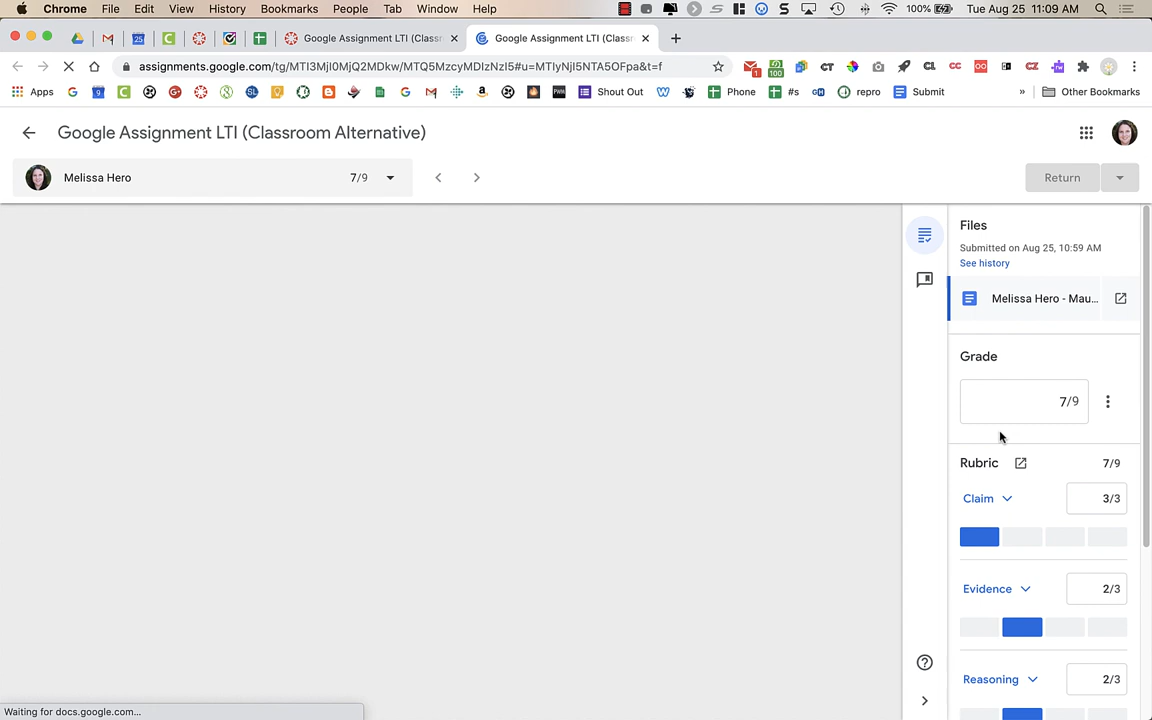 Chrome File Edit View History Bookmarks People Tab Window Help 100% Tue Aug 25 11:09 AM
Google Assignment LTI (Classr
Google Assignment LTI (Classr
assignments.google.com/tg/MTI3MjI0MjQ2MDkw/MTQ5MzcyMDIzNzI5#u=MTIyNjI5NTA5OFpa&t=f
Apps Shout Out Phone #s repro Submit » Other Bookmarks
Google Assignment LTI (Classroom Alternative)
Melissa Hero 7/9
Return
Files
Submitted on Aug 25, 10:59 AM
See history
Melissa Hero - Mau...
Grade
7/9
Rubric 7/9
Claim 3/3
Evidence 2/3
Reasoning 2/3
Waiting for docs.google.com...